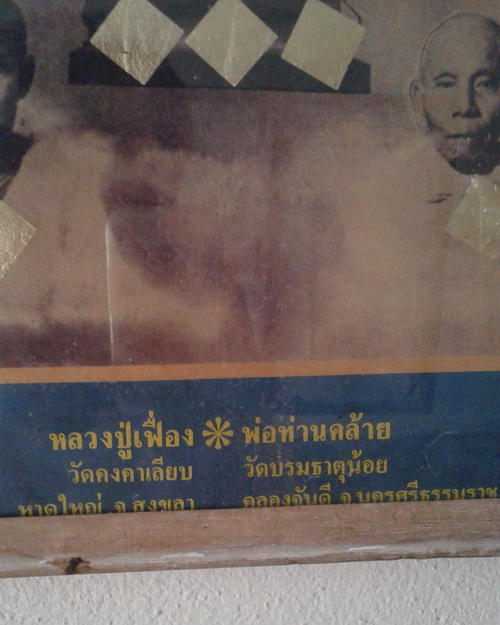 หลวงปู่เฟื่อง * พ่อท่านคล้าย
วัดคงคาเลียบ วัดบรมธาตุน้อย
หาดใหญ่ จ.สงขลา คลองจันดี จ.นครศรีธรรมราช